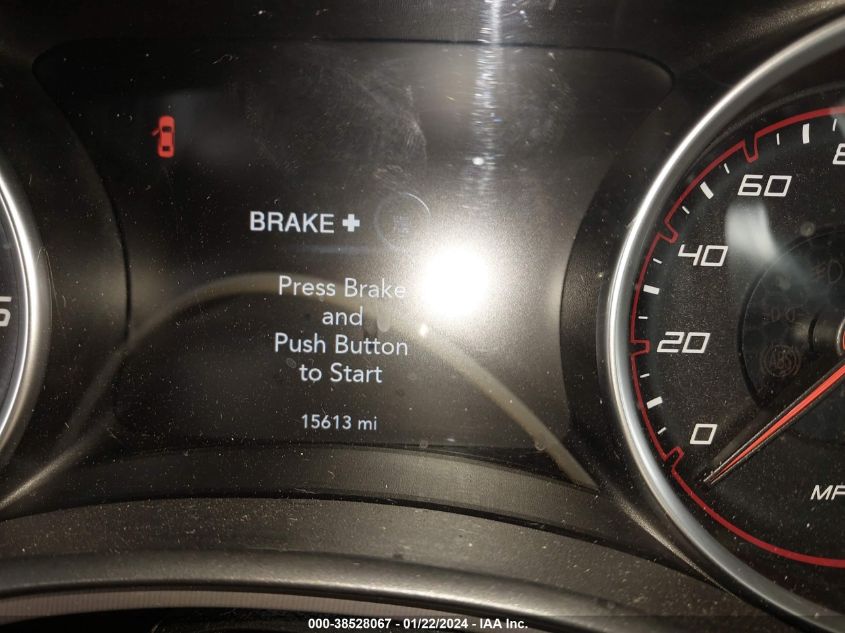 BRAKE +
Press Brake
and
Push Button
to Start
15613 mi
60
40
20
0
000-38528067 - 01/22/2024 - IAA Inc.